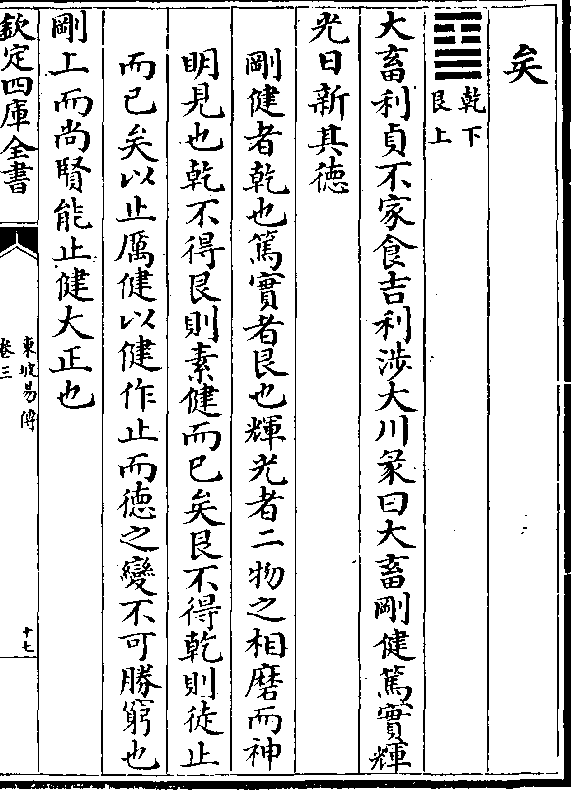 矣
乾下
艮上
大畜利貞不家食吉利涉大川彖曰大畜剛健篤實輝
光日新其徳
剛健者乾也篤實者艮也輝光者二物之相磨而神
明見也乾不得艮則素健而已矣艮不得乾則徒止
而已矣以止厲健以健作止而徳之變不可勝窮也
剛上而尚賢能止健大正也
欽定四庫全書
東坡易傳
卷三
十七